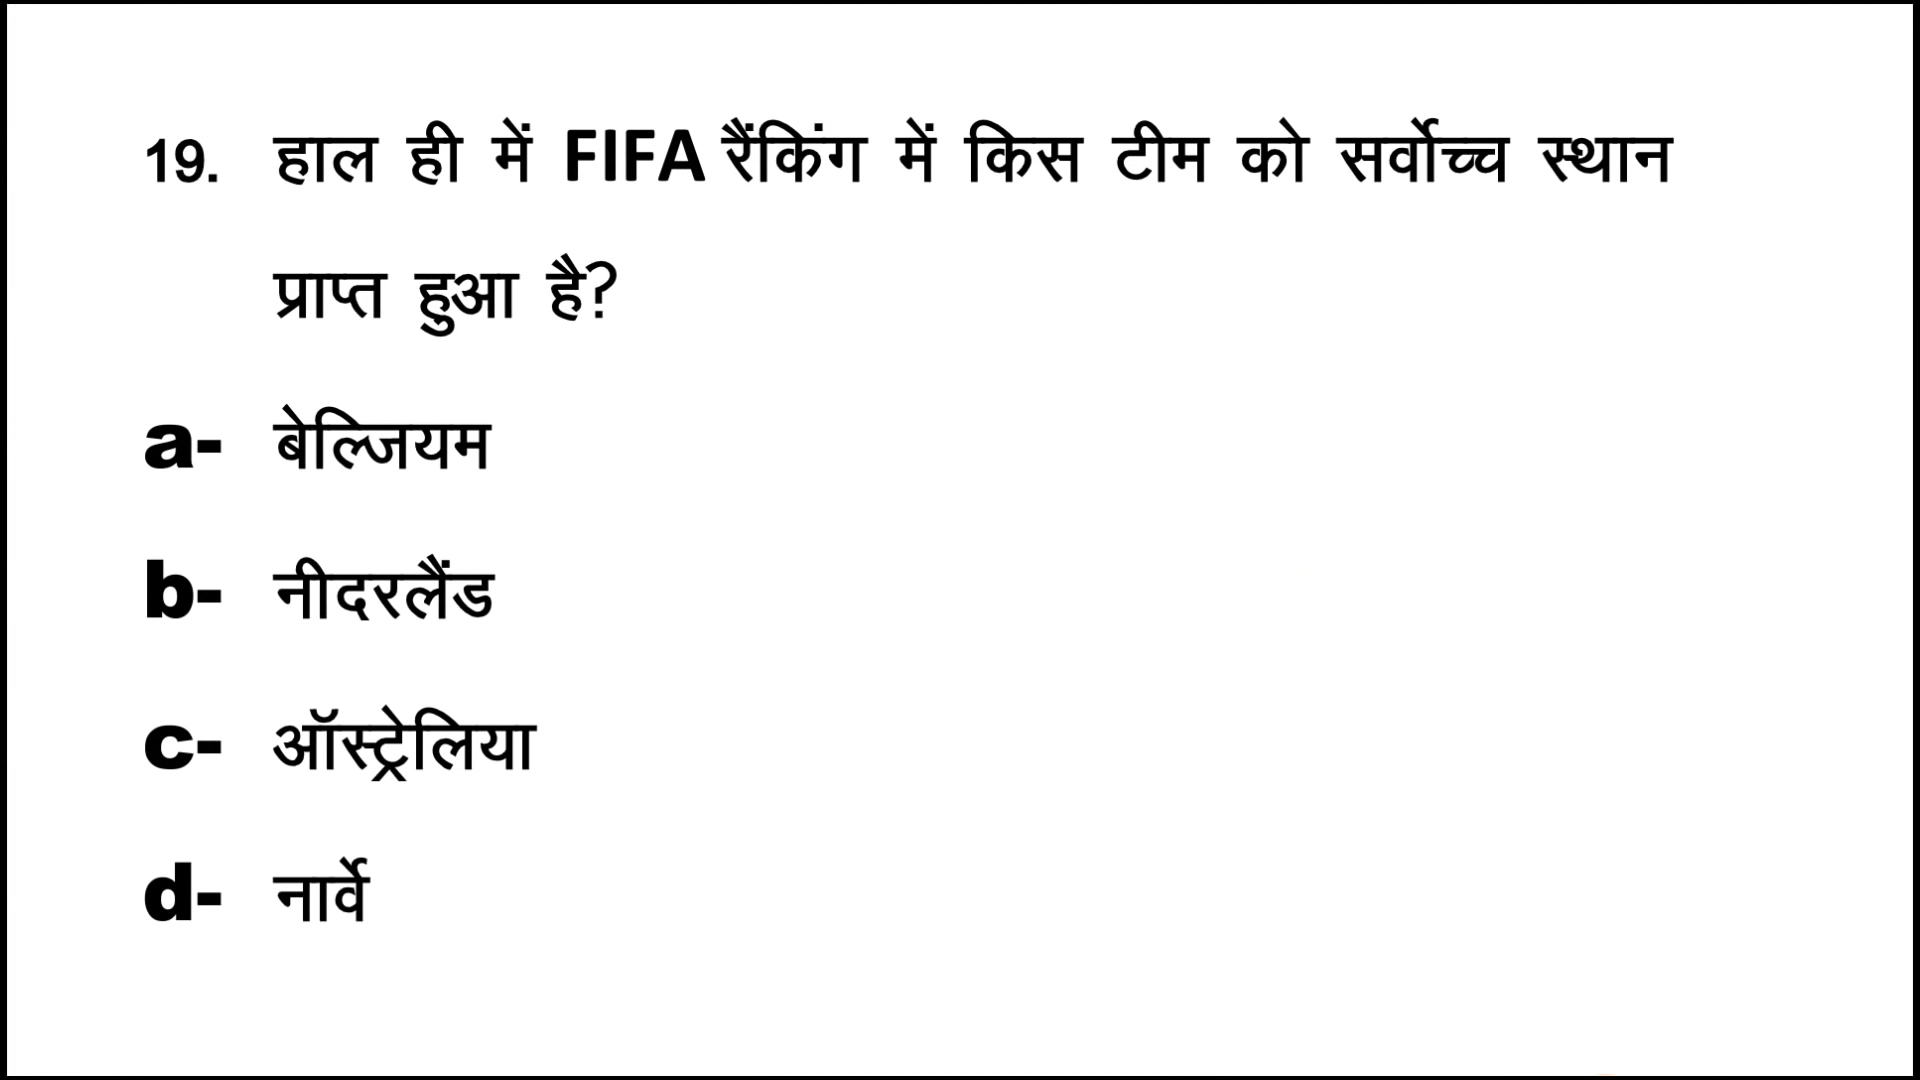 19. हाल ही में FIFA रैंकिंग में किस टीम को सर्वोच्च स्थान
प्राप्त हुआ है?
a- बेल्जियम
b- नीदरलैंड
c- ऑस्ट्रेलिया
d- नार्वे